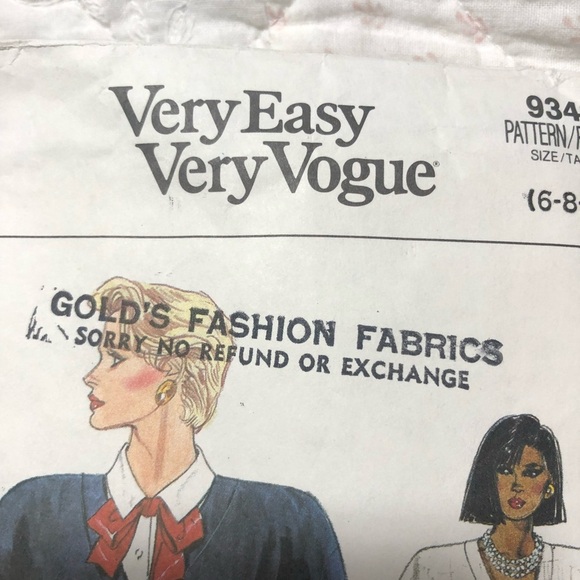 Very Easy
Very Vogue®
934
PATTERN/
SIZE/TA
(6-8-
GOLD'S FASHION FABRICS
SORRY NO REFUND OR EXCHANGE